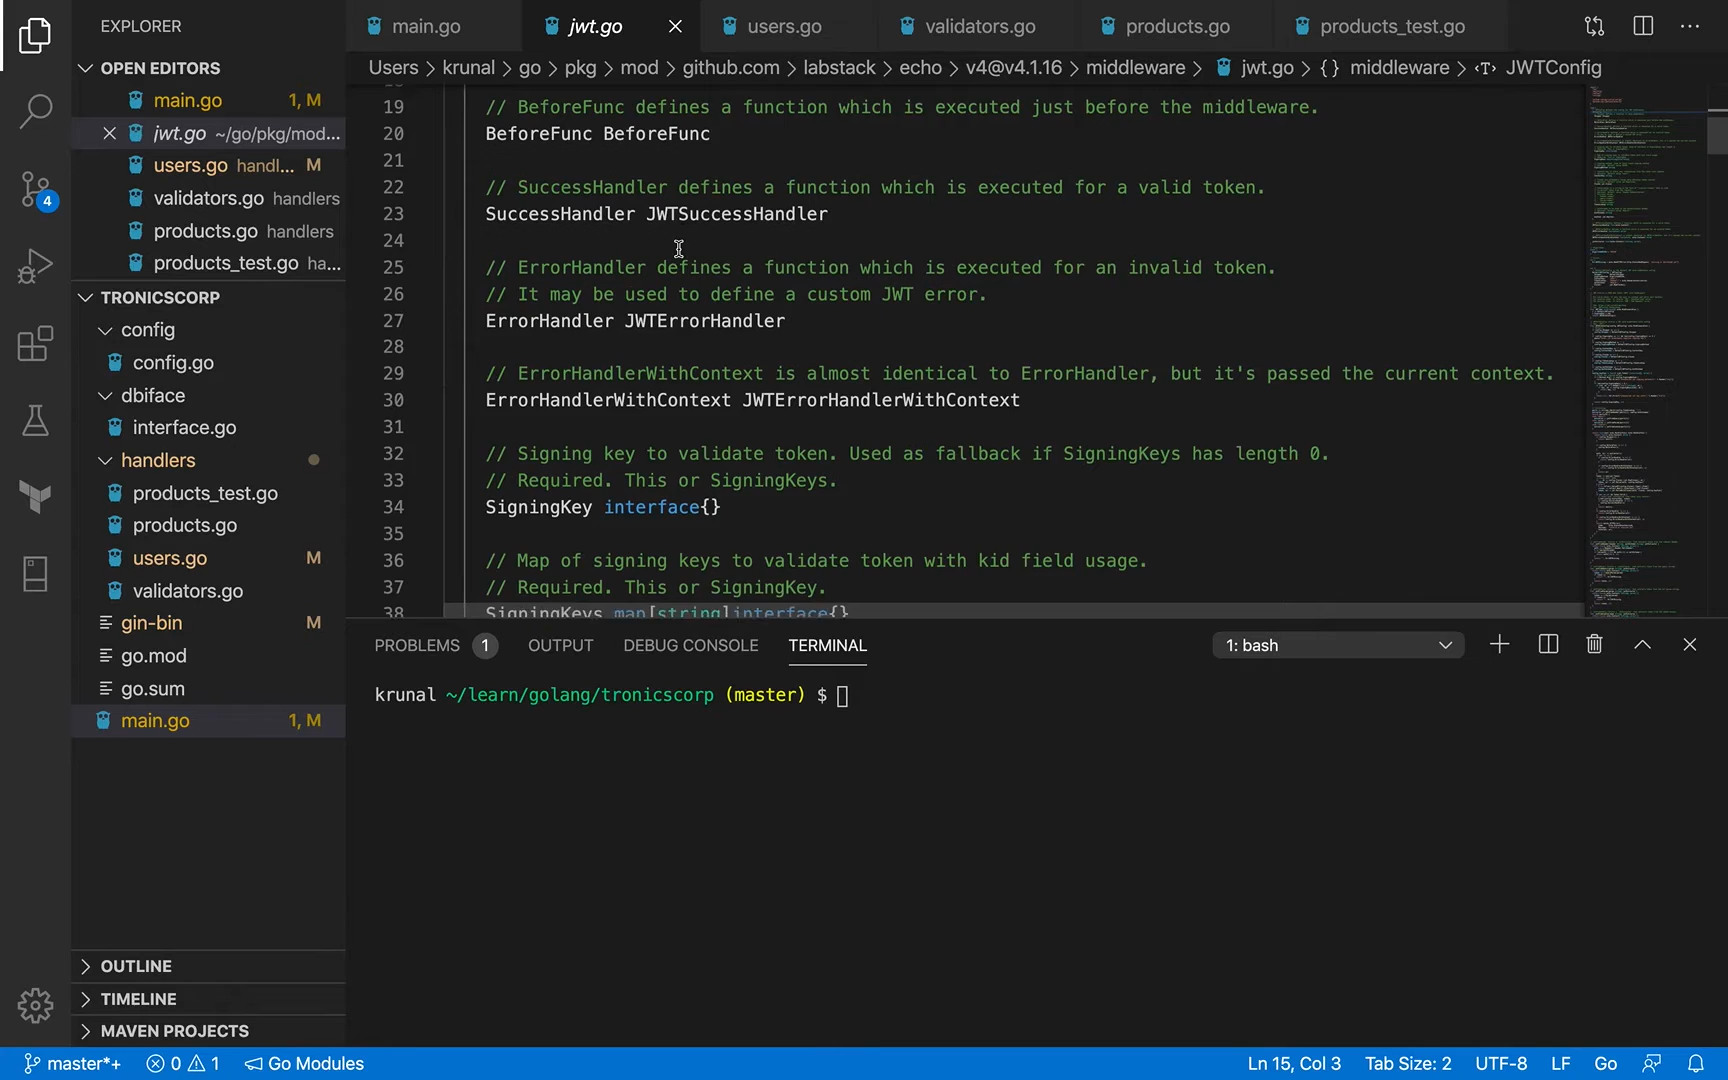 EXPLORER
OPEN EDITORS
main.go 1, M
jwt.go ~/go/pkg/mod...
users.go handl... M
validators.go handlers
products.go handlers
products_test.go ha...
TRONICSCORP
config
config.go
dbiface
interface.go
handlers
products_test.go
products.go
users.go M
validators.go
gin-bin M
go.mod
go.sum
main.go 1, M
OUTLINE
TIMELINE
MAVEN PROJECTS
4
main.go jwt.go users.go validators.go products.go products_test.go
Users > krunal > go > pkg > mod > github.com > labstack > echo > v4@v4.1.16 > middleware > jwt.go > {} middleware > JWTConfig
19 // BeforeFunc defines a function which is executed just before the middleware.
20 BeforeFunc BeforeFunc
21
22 // SuccessHandler defines a function which is executed for a valid token.
23 SuccessHandler JWTSuccessHandler
24
25 // ErrorHandler defines a function which is executed for an invalid token.
26 // It may be used to define a custom JWT error.
27 ErrorHandler JWTErrorHandler
28
29 // ErrorHandlerWithContext is almost identical to ErrorHandler, but it's passed the current context.
30 ErrorHandlerWithContext JWTErrorHandlerWithContext
31
32 // Signing key to validate token. Used as fallback if SigningKeys has length 0.
33 // Required. This or SigningKeys.
34 SigningKey interface{}
35
36 // Map of signing keys to validate token with kid field usage.
37 // Required. This or SigningKey.
38 SigningKeys map[string]interface{}
PROBLEMS 1 OUTPUT DEBUG CONSOLE TERMINAL 1: bash
krunal ~/learn/golang/tronicscorp (master) $
master*+ 0 1 Go Modules Ln 15, Col 3 Tab Size: 2 UTF-8 LF Go